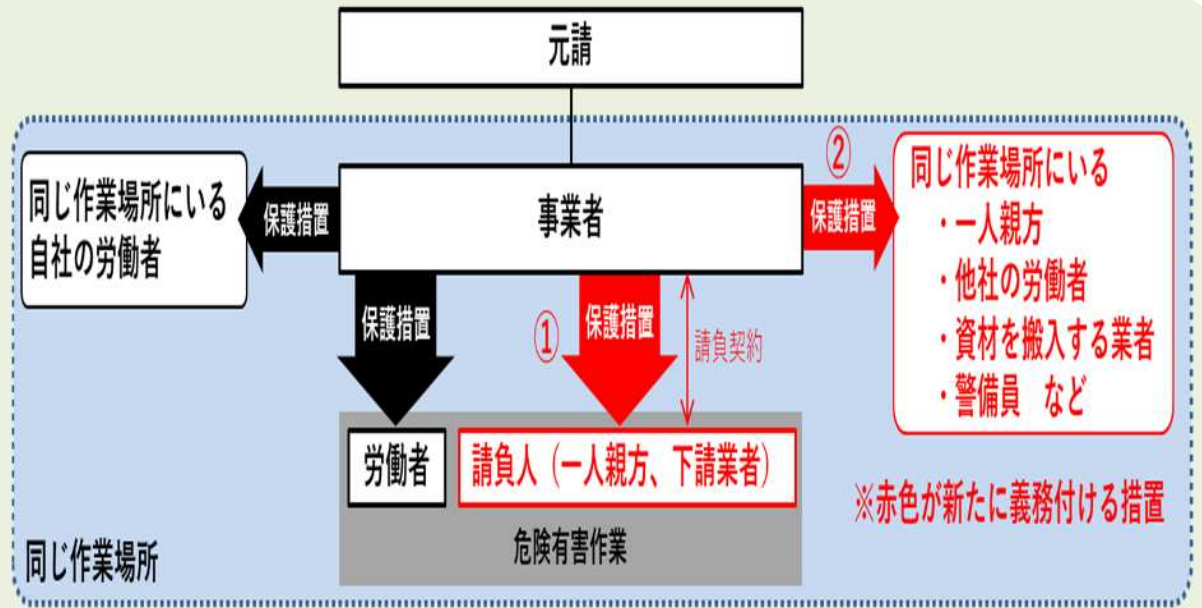 元請
事業者
同じ作業場所にいる
自社の労働者
保護措置
保護措置
①
保護措置
請負契約
②
保護措置
同じ作業場所にいる
・一人親方
・他社の労働者
・資材を搬入する業者
・警備員　など
労働者
請負人（一人親方、下請業者）
危険有害作業
※赤色が新たに義務付ける措置
同じ作業場所